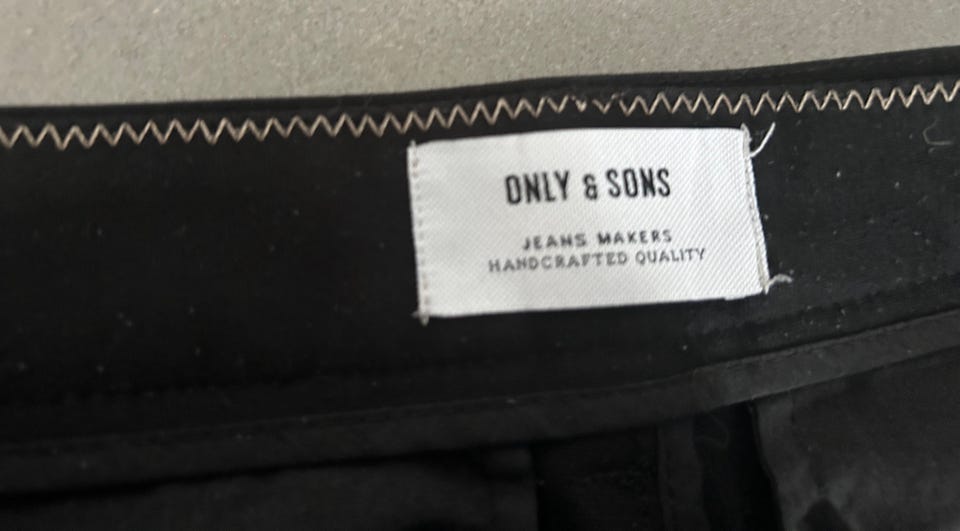 ONLY & SONS
JEANS MAKERS
HANDCRAFTED QUALITY